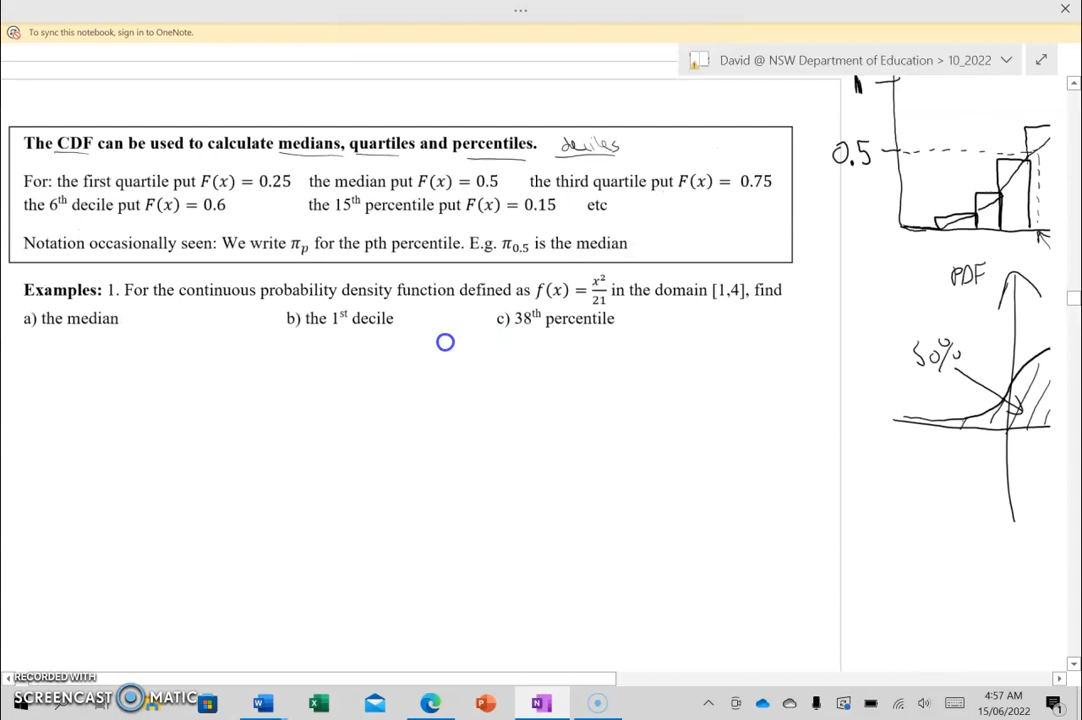 To sync this notebook, sign in to OneNote.
David @ NSW Department of Education > 10_2022
The CDF can be used to calculate medians, quartiles and percentiles. deciles
For: the first quartile put F(x) = 0.25 the median put F(x) = 0.5 the third quartile put F(x) = 0.75
the 6th decile put F(x) = 0.6 the 15th percentile put F(x) = 0.15 etc
Notation occasionally seen: We write πp for the pth percentile. E.g. π0.5 is the median
Examples: 1. For the continuous probability density function defined as f(x) = x²/21 in the domain [1,4], find
a) the median b) the 1st decile c) 38th percentile
1
0.5
PDF
50%
RECORDED WITH
SCREENCAST MATIC
4:57 AM
15/06/2022